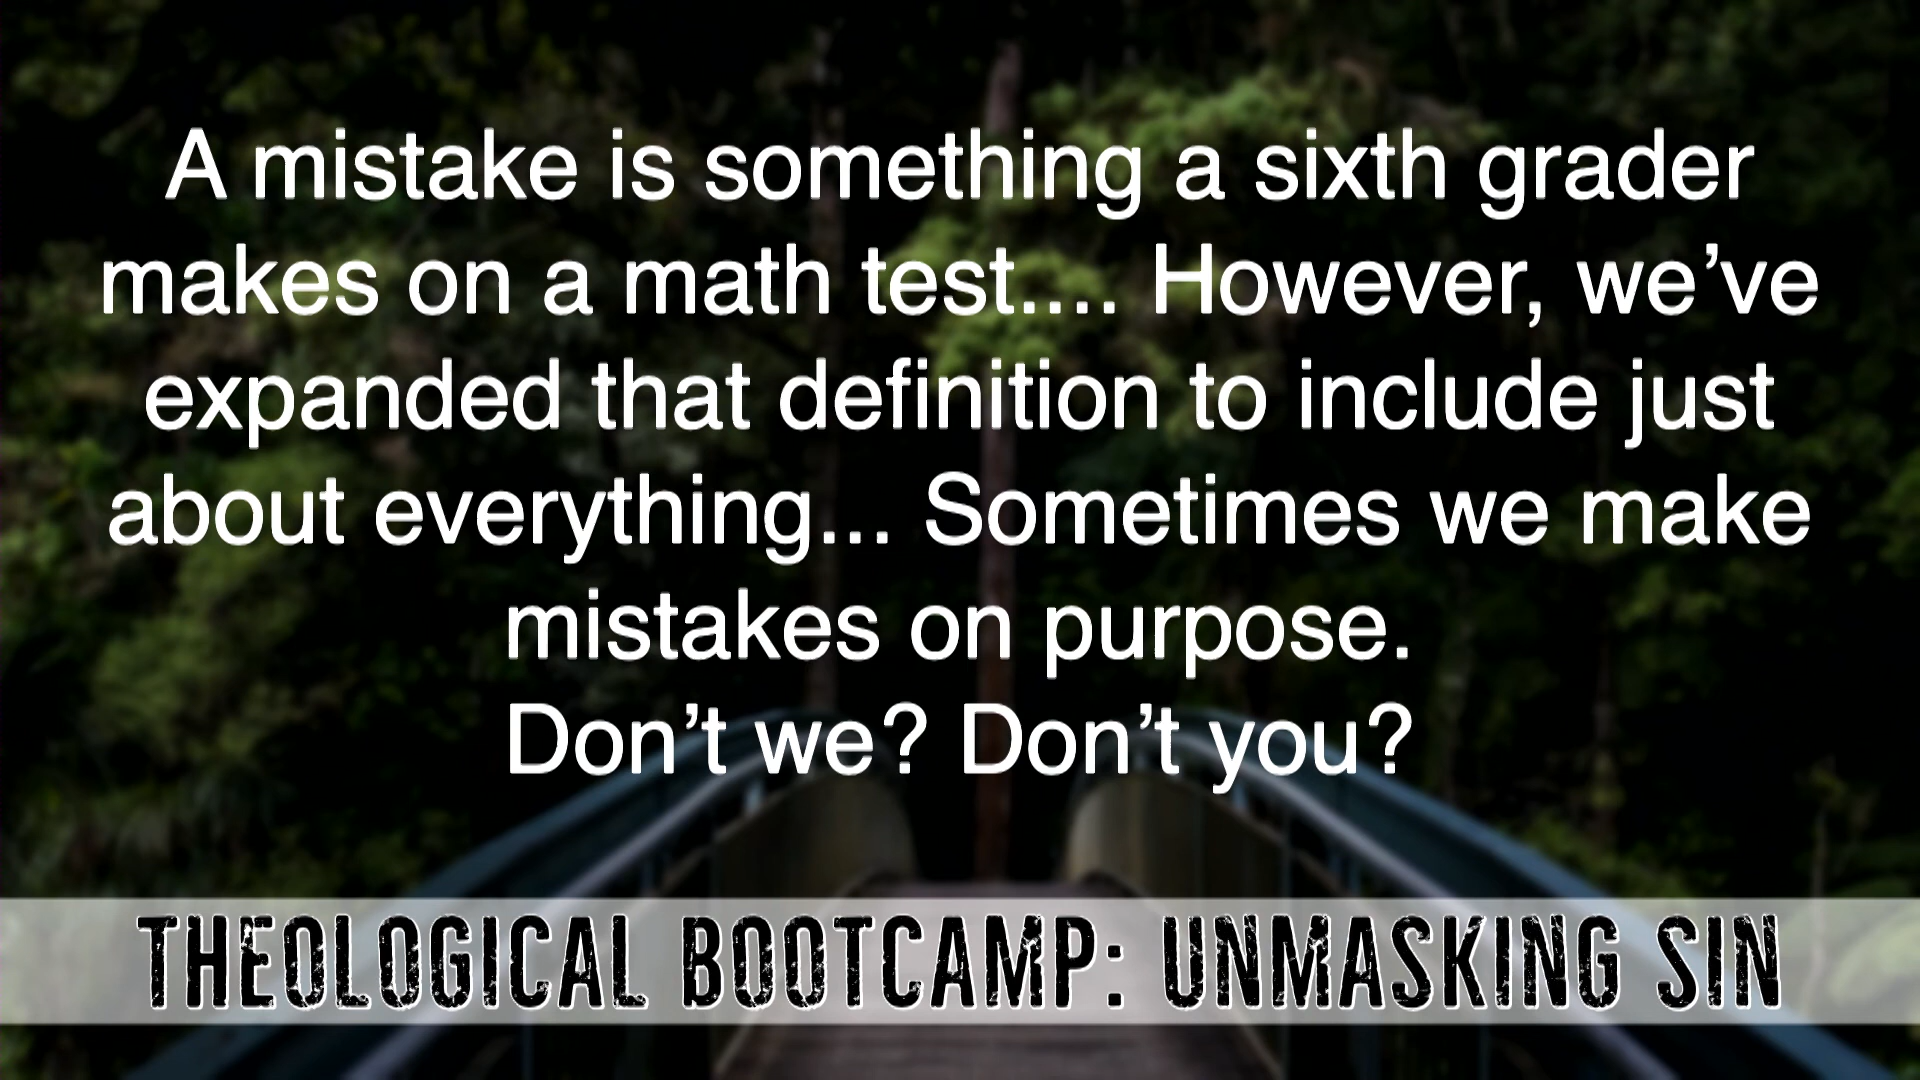 A mistake is something a sixth grader
makes on a math test.... However, we’ve
expanded that definition to include just
about everything... Sometimes we make
mistakes on purpose.
Don’t we? Don’t you?
THEOLOGICAL BOOTCAMP: UNMASKING SIN